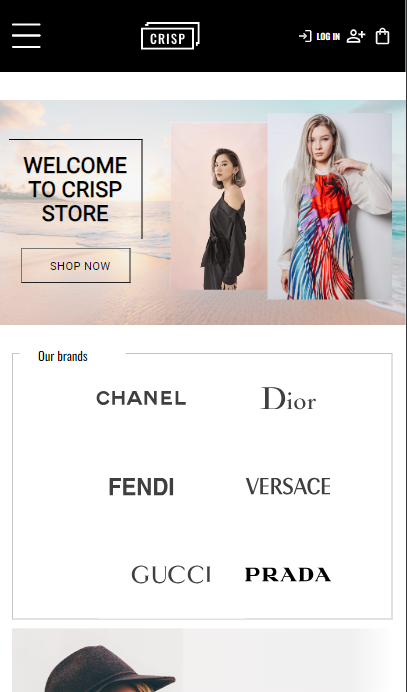 CRISP
LOG IN
WELCOME
TO CRISP
STORE
SHOP NOW
Our brands
CHANEL
Dior
FENDI
VERSACE
GUCCI
PRADA